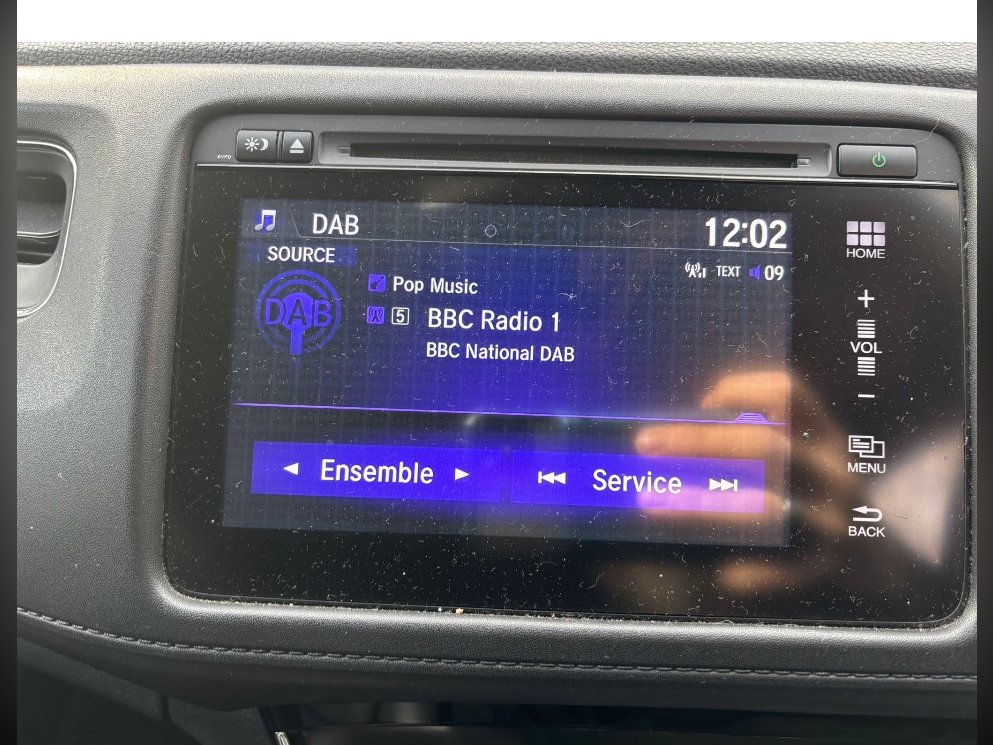 DAB
12:02
HOME
SOURCE
TEXT 09
DAB
Pop Music
+
5 BBC Radio 1
VOL
BBC National DAB
−
MENU
Ensemble
Service
BACK